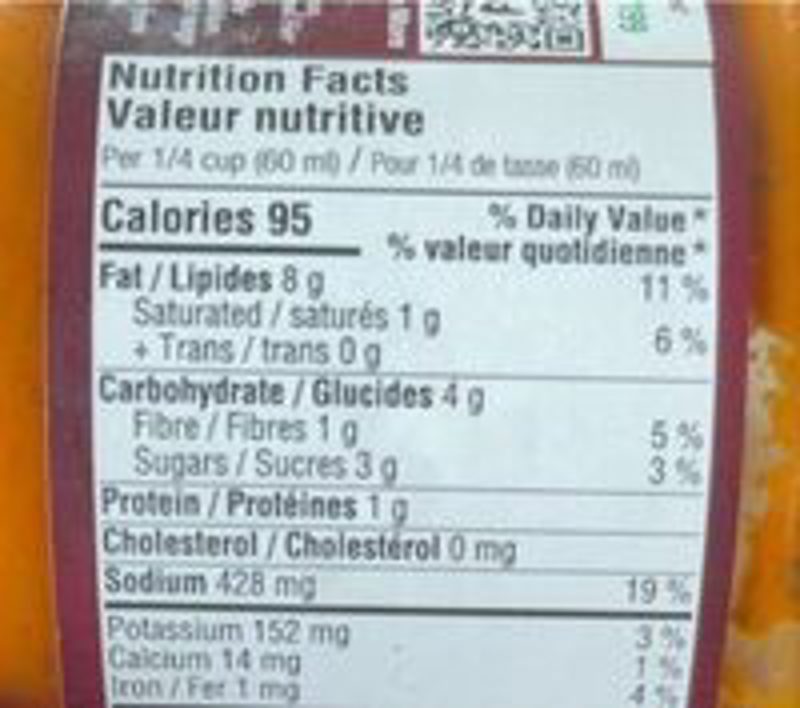 Nutrition Facts
Valeur nutritive
Per 1/4 cup (60 ml) / Pour 1/4 de tasse (60 ml)
Calories 95
% Daily Value*
% valeur quotidienne*
Fat / Lipides 8 g 11 %
Saturated / saturés 1 g
+ Trans / trans 0 g 6 %
Carbohydrate / Glucides 4 g
Fibre / Fibres 1 g 5 %
Sugars / Sucres 3 g 3 %
Protein / Protéines 1 g
Cholesterol / Cholestérol 0 mg
Sodium 428 mg 19 %
Potassium 152 mg 3 %
Calcium 14 mg 1 %
Iron / Fer 1 mg 4 %